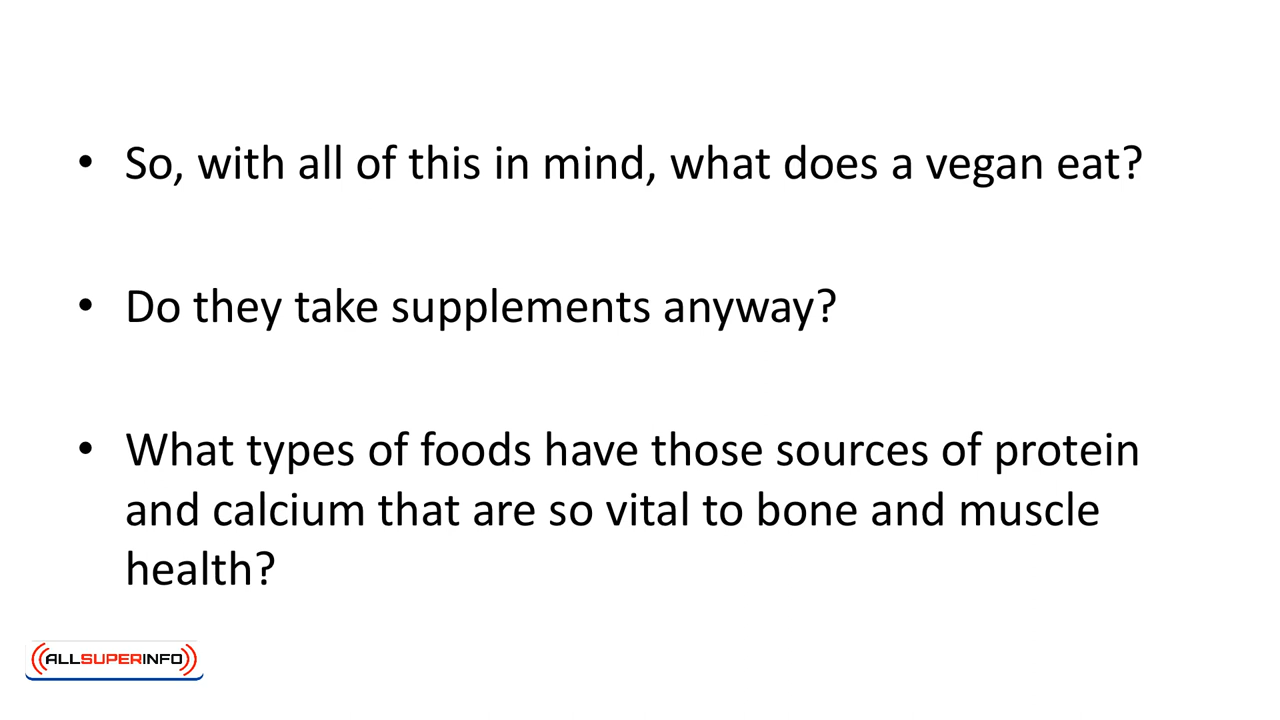 • So, with all of this in mind, what does a vegan eat?
• Do they take supplements anyway?
• What types of foods have those sources of protein
and calcium that are so vital to bone and muscle
health?
ALLSUPERINFO